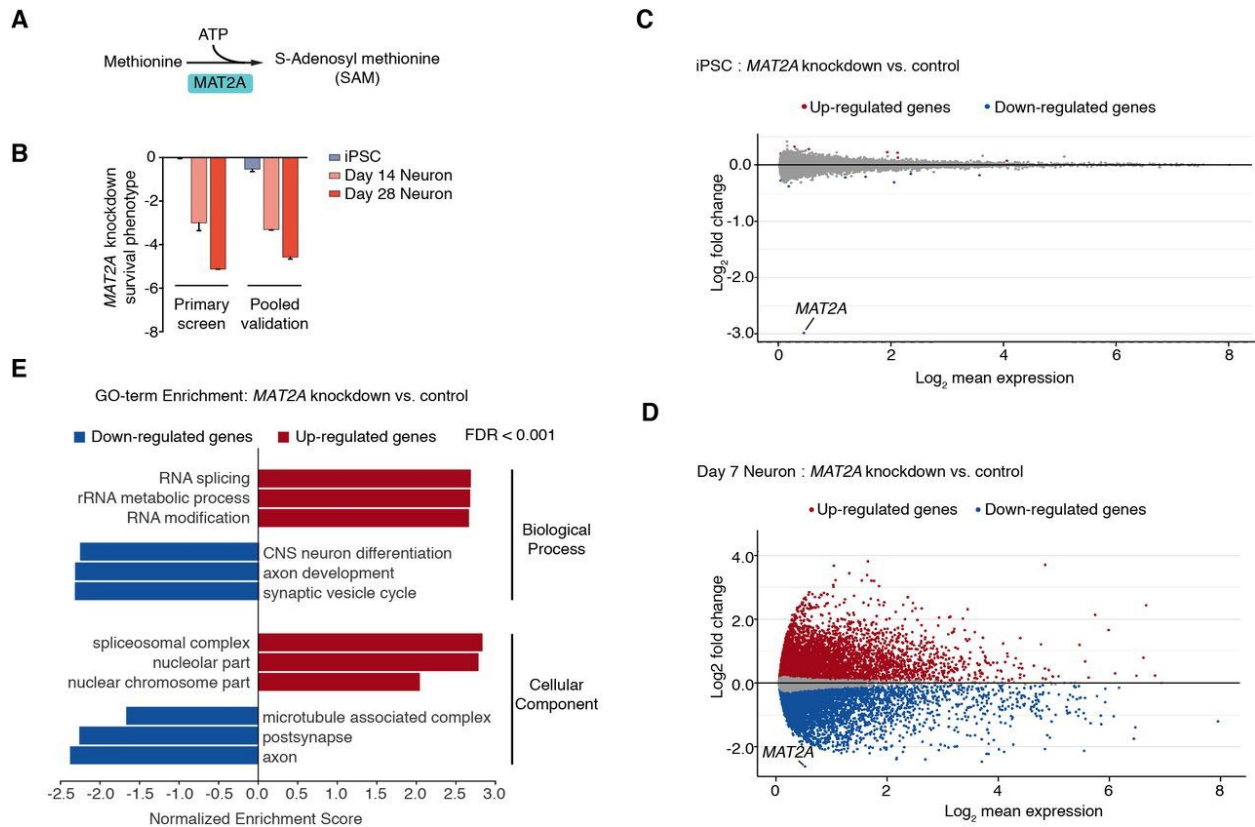 A
ATP
Methionine
S-Adenosyl methionine
(SAM)
MAT2A
B
MAT2A knockdown
survival phenotype
0
-2
-4
-6
-8
iPSC
Day 14 Neuron
Day 28 Neuron
Primary
screen
Pooled
validation
C
iPSC : MAT2A knockdown vs. control
Up-regulated genes
Down-regulated genes
Log2 fold change
0.0
-1.0
-2.0
-3.0
MAT2A
0 2 4 6 8
Log2 mean expression
D
Day 7 Neuron : MAT2A knockdown vs. control
Up-regulated genes
Down-regulated genes
Log2 fold change
4.0
2.0
0.0
-2.0
MAT2A
0 2 4 6 8
Log2 mean expression
E
GO-term Enrichment: MAT2A knockdown vs. control
Down-regulated genes
Up-regulated genes
FDR < 0.001
RNA splicing
rRNA metabolic process
RNA modification
CNS neuron differentiation
axon development
synaptic vesicle cycle
Biological
Process
spliceosomal complex
nucleolar part
nuclear chromosome part
microtubule associated complex
postsynapse
axon
Cellular
Component
-2.5 -2.0 -1.5 -1.0 -0.5 0.0 0.5 1.0 1.5 2.0 2.5 3.0
Normalized Enrichment Score